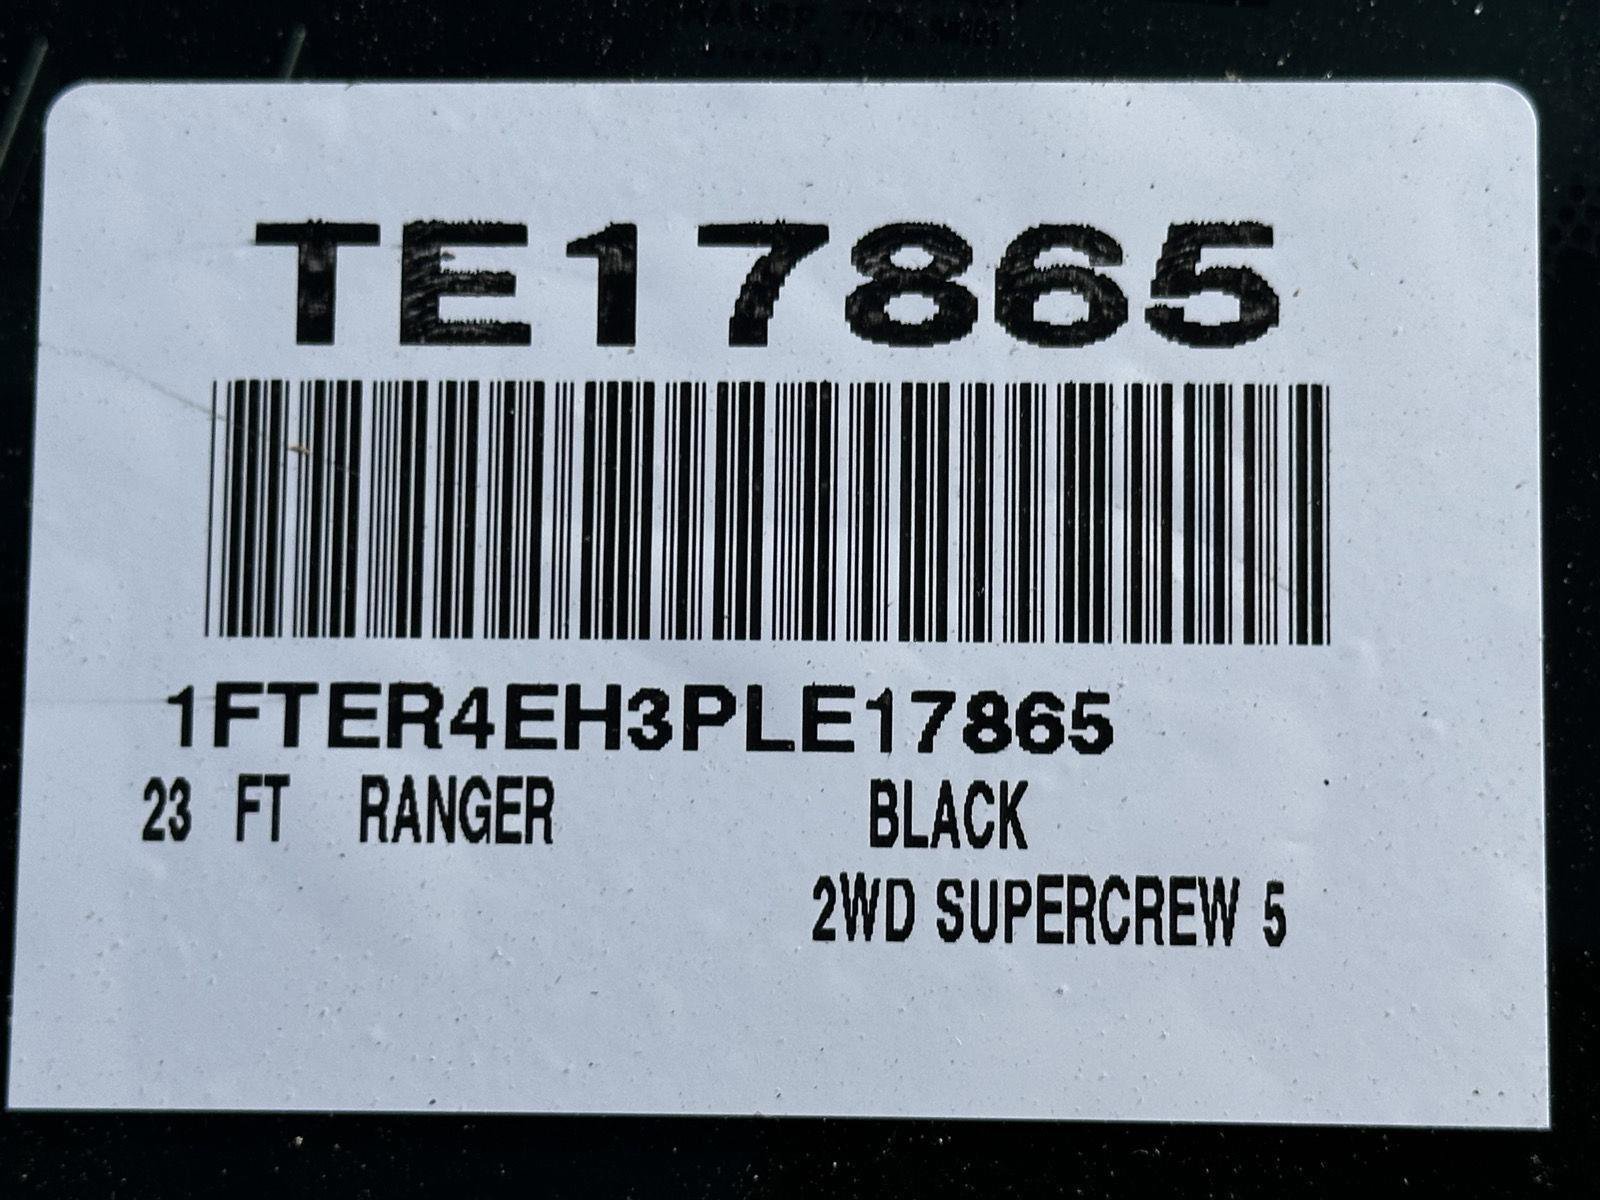 TE17865
1FTER4EH3PLE17865
23 FT RANGER BLACK
2WD SUPERCREW 5